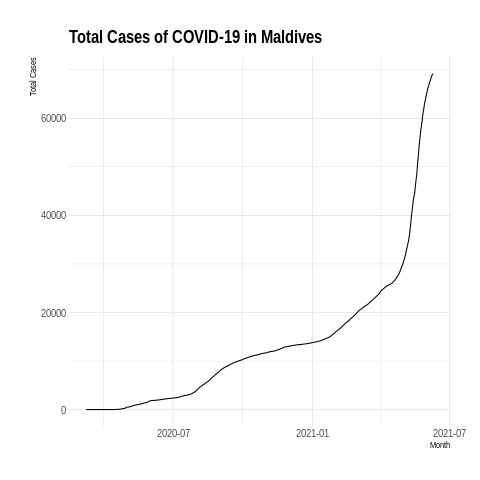 Total Cases of COVID-19 in Maldives
Total Cases
60000
40000
20000
0
2020-07
2021-01
2021-07
Month